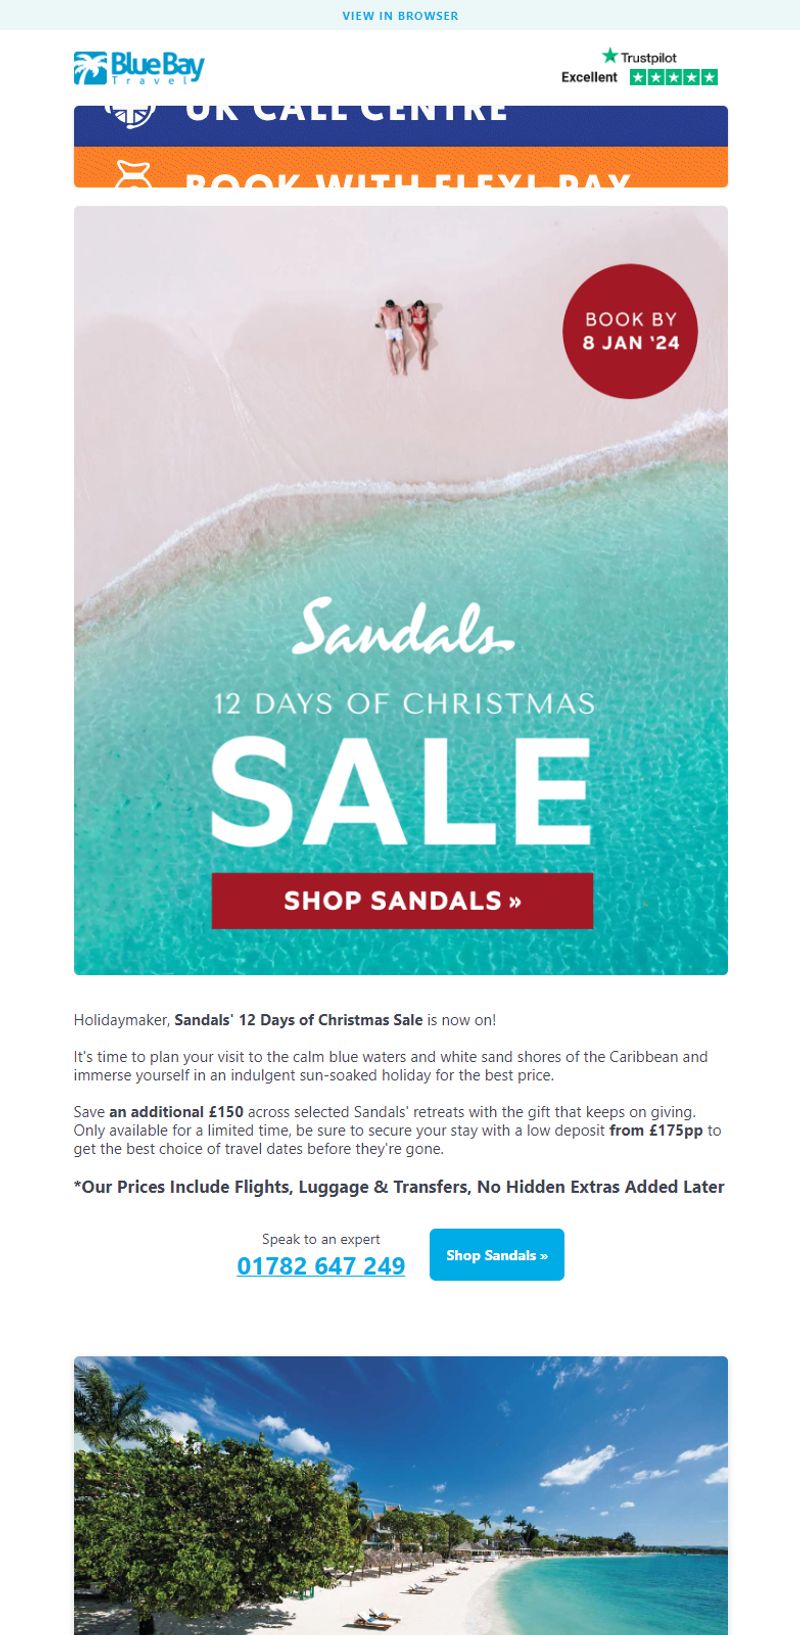 VIEW IN BROWSER
Blue Bay
Travel
Trustpilot
Excellent
UK CALL CENTRE
BOOK WITH FLEXI-PAY
BOOK BY
8 JAN '24
Sandals
12 DAYS OF CHRISTMAS
SALE
SHOP SANDALS »
Holidaymaker, Sandals' 12 Days of Christmas Sale is now on!
It's time to plan your visit to the calm blue waters and white sand shores of the Caribbean and
immerse yourself in an indulgent sun-soaked holiday for the best price.
Save an additional £150 across selected Sandals' retreats with the gift that keeps on giving.
Only available for a limited time, be sure to secure your stay with a low deposit from £175pp to
get the best choice of travel dates before they're gone.
*Our Prices Include Flights, Luggage & Transfers, No Hidden Extras Added Later
Speak to an expert
01782 647 249
Shop Sandals »